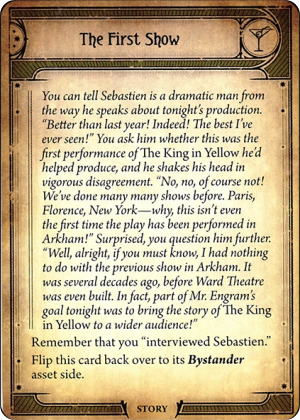 The First Show
You can tell Sebastien is a dramatic man from
the way he speaks about tonight's production.
"Better than last year! Indeed! The best I've
ever seen!" You ask him whether this was the
first performance of The King in Yellow he'd
helped produce, and he shakes his head in
vigorous disagreement. "No, no, of course not!
We've done many many shows before. Paris,
Florence, New York—why, this isn't even
the first time the play has been performed in
Arkham!" Surprised, you question him further.
"Well, alright, if you must know, I had nothing
to do with the previous show in Arkham. It
was several decades ago, before Ward Theatre
was even built. In fact, part of Mr. Engram's
goal tonight was to bring the story of The King
in Yellow to a wider audience!"
Remember that you "interviewed Sebastien."
Flip this card back over to its Bystander
asset side.
STORY